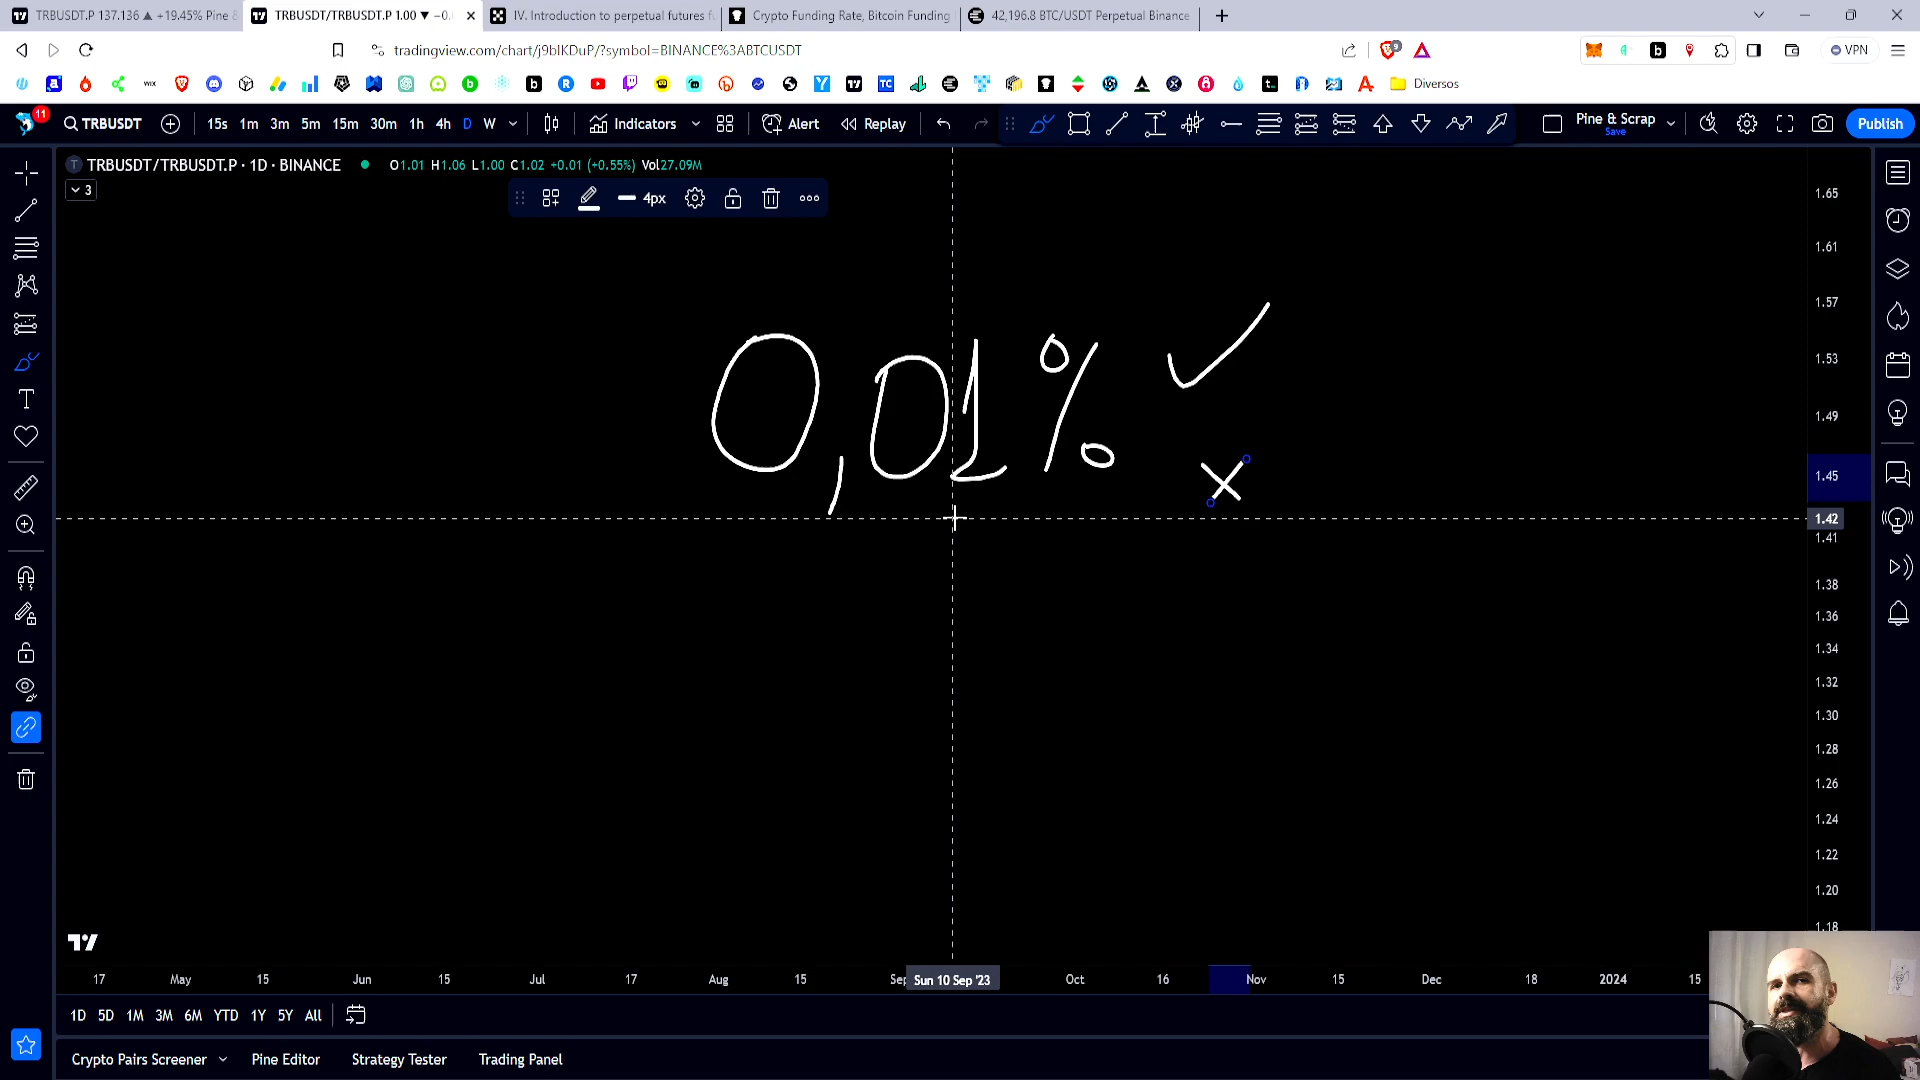 TRBUSDT.P 137.136 ▲ +19.45% Pine &
TRBUSDT/TRBUSDT.P 1.00 ▼ −0.
IV. Introduction to perpetual futures f
Crypto Funding Rate, Bitcoin Funding
42,196.8 BTC/USDT Perpetual Binance
tradingview.com/chart/j9bIKDuP/?symbol=BINANCE%3ABTCUSDT
9
VPN
WiX
Diversos
11
TRBUSDT
15s 1m 3m 5m 15m 30m 1h 4h D W
Indicators
Alert
Replay
Pine & Scrap
Save
Publish
TRBUSDT/TRBUSDT.P · 1D · BINANCE
O1.01 H1.06 L1.00 C1.02 +0.01 (+0.55%) Vol27.09M
3
4px
0,01%
1.65
1.61
1.57
1.53
1.49
1.45
1.42
1.41
1.38
1.36
1.34
1.32
1.30
1.28
1.26
1.24
1.22
1.20
1.18
17 May 15 Jun 15 Jul 17 Aug 15 Sep Sun 10 Sep '23 Oct 16 Nov 15 Dec 18 2024 15
1D 5D 1M 3M 6M YTD 1Y 5Y All
Crypto Pairs Screener Pine Editor Strategy Tester Trading Panel